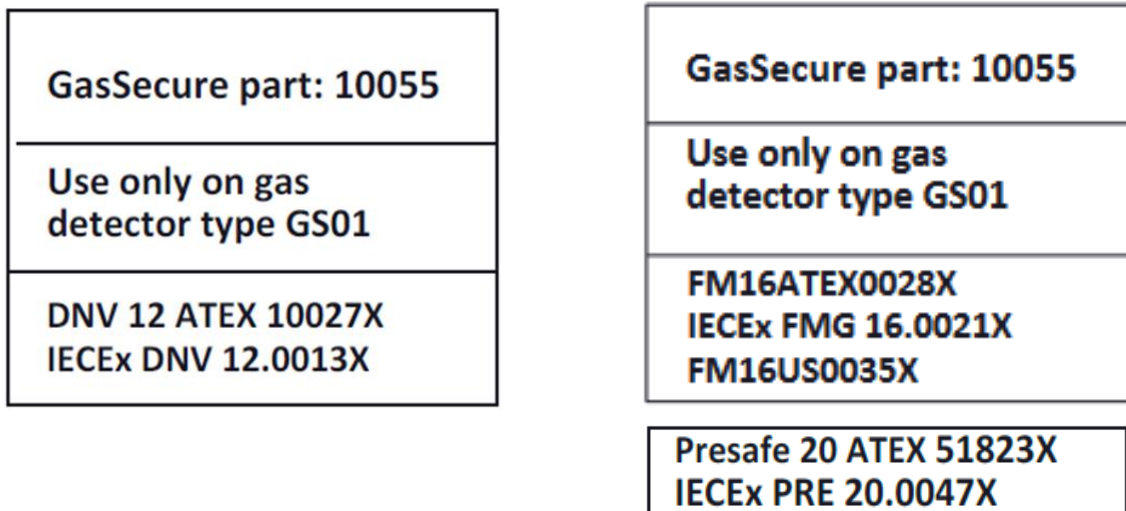 GasSecure part: 10055
Use only on gas
detector type GS01
DNV 12 ATEX 10027X
IECEx DNV 12.0013X
GasSecure part: 10055
Use only on gas
detector type GS01
FM16ATEX0028X
IECEx FMG 16.0021X
FM16US0035X
Presafe 20 ATEX 51823X
IECEx PRE 20.0047X